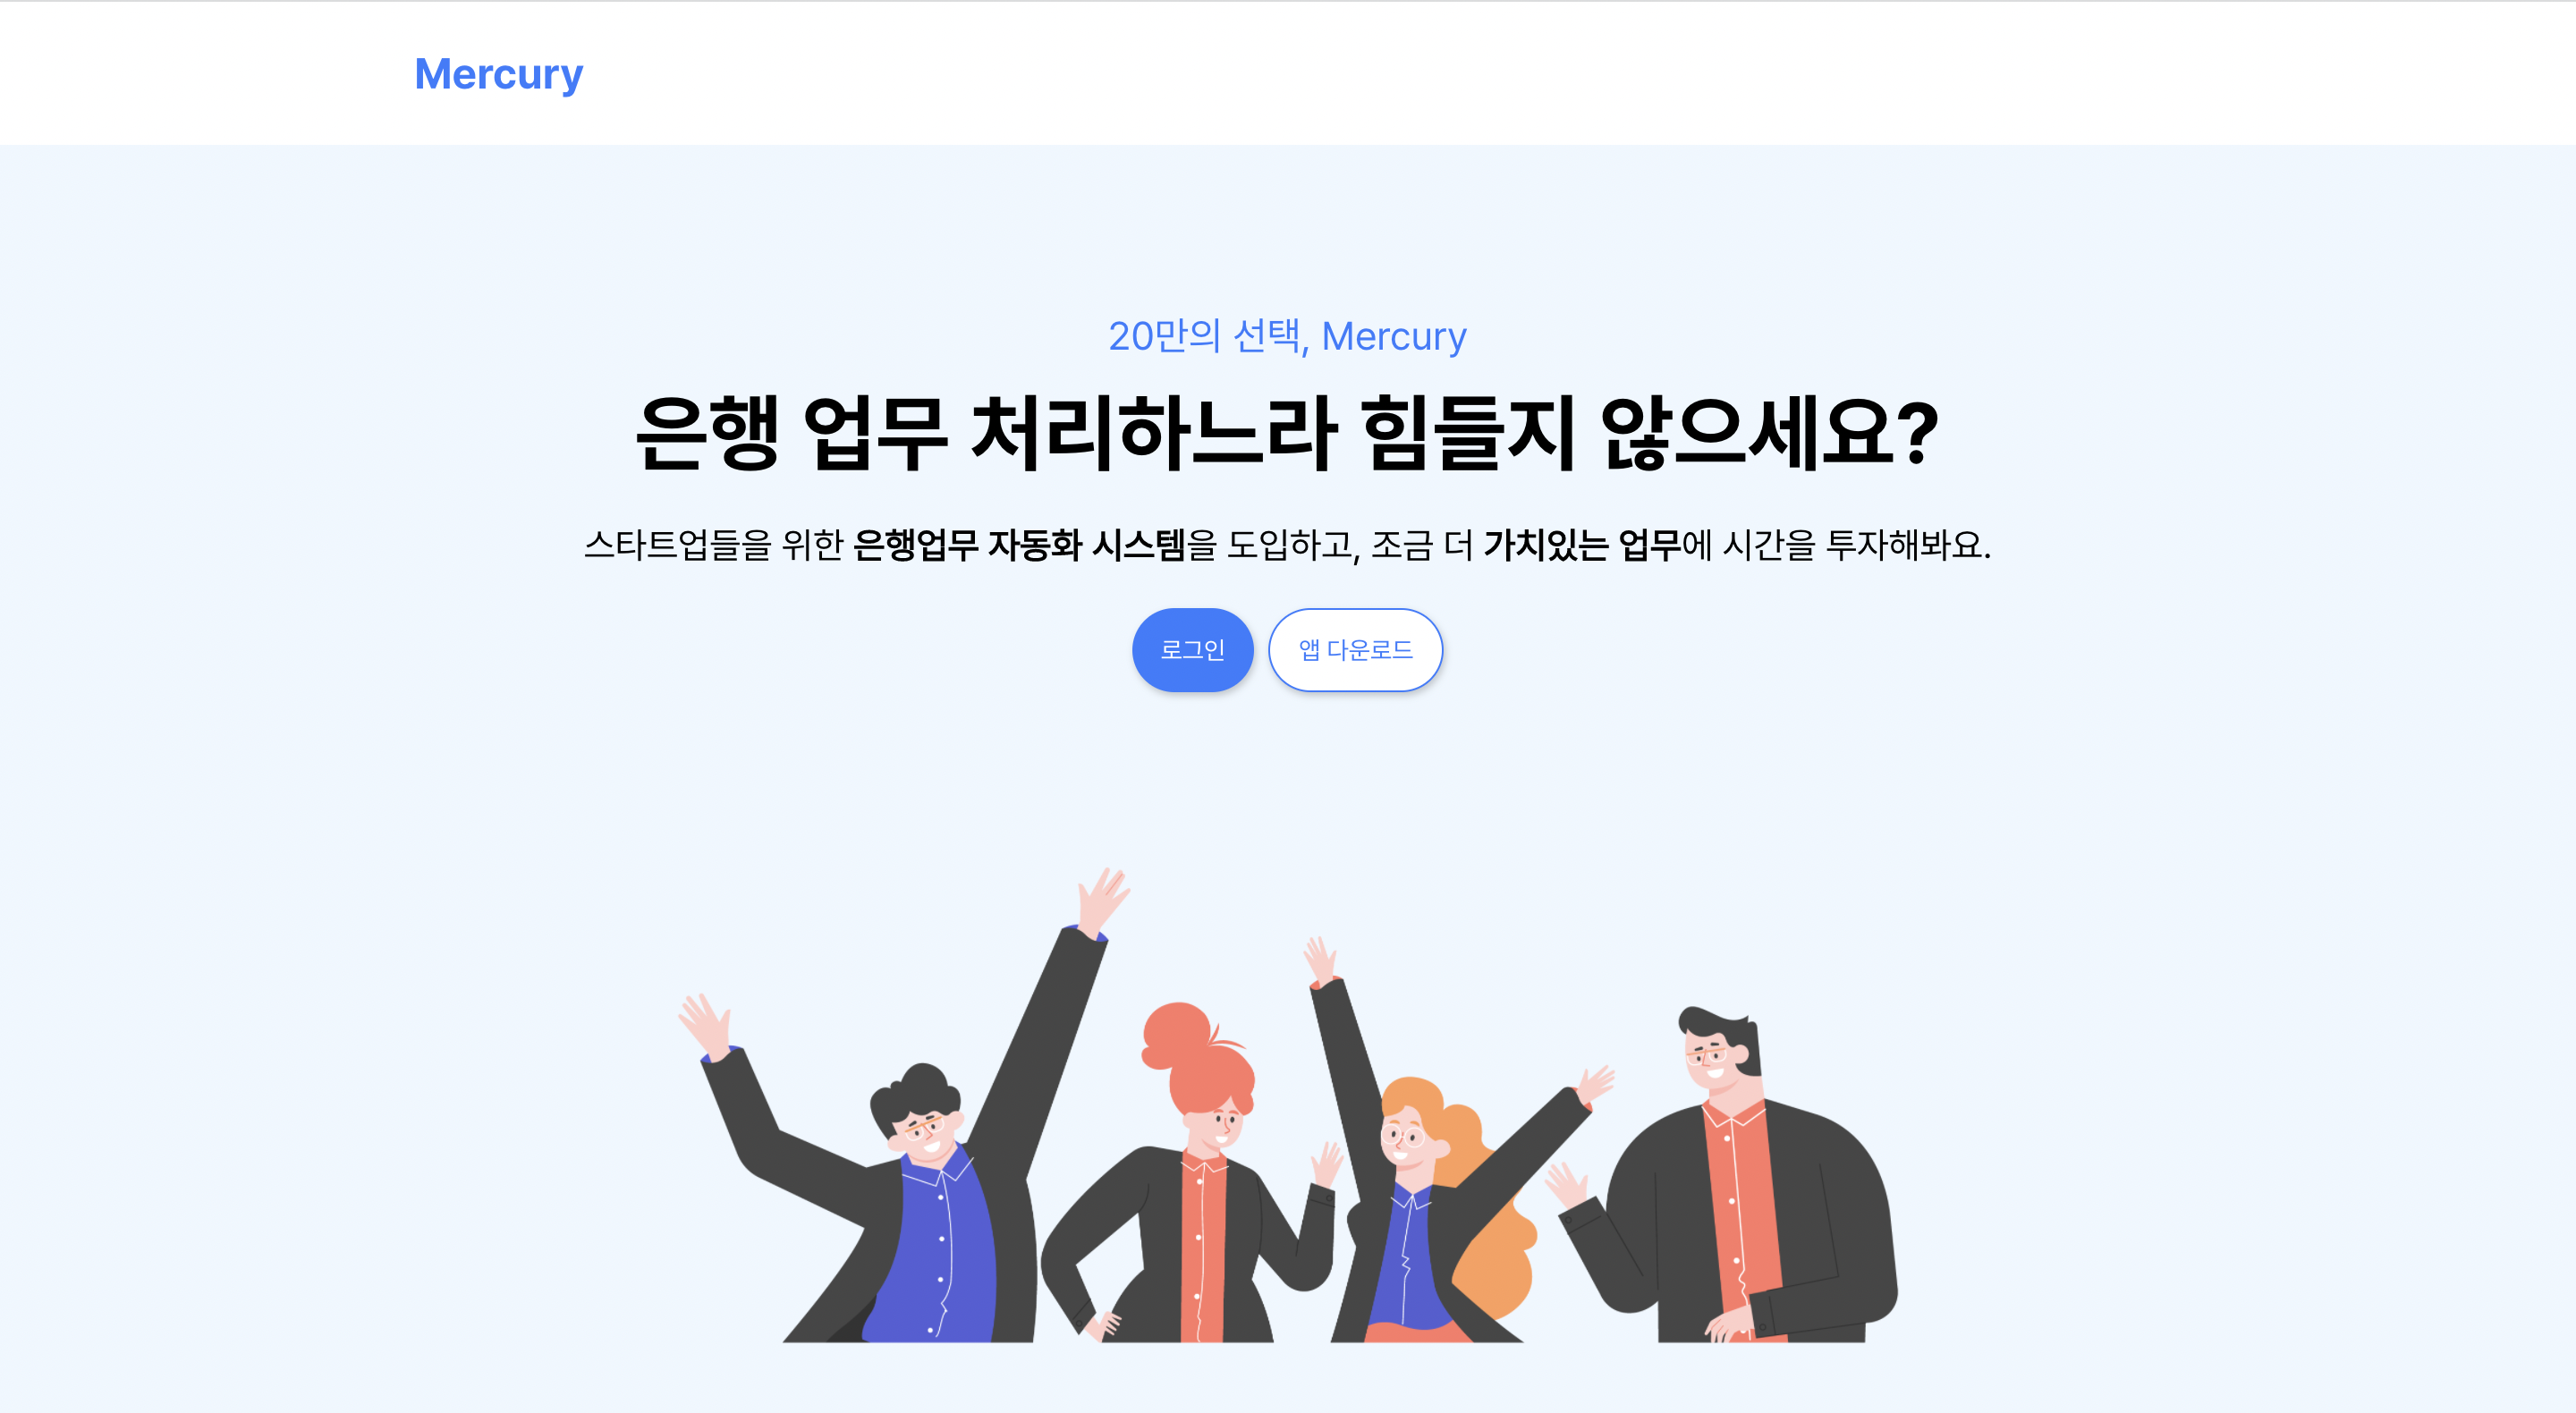 Mercury
20만의 선택, Mercury
은행 업무 처리하느라 힘들지 않으세요?
스타트업들을 위한 은행업무 자동화 시스템을 도입하고, 조금 더 가치있는 업무에 시간을 투자해봐요.
로그인
앱 다운로드